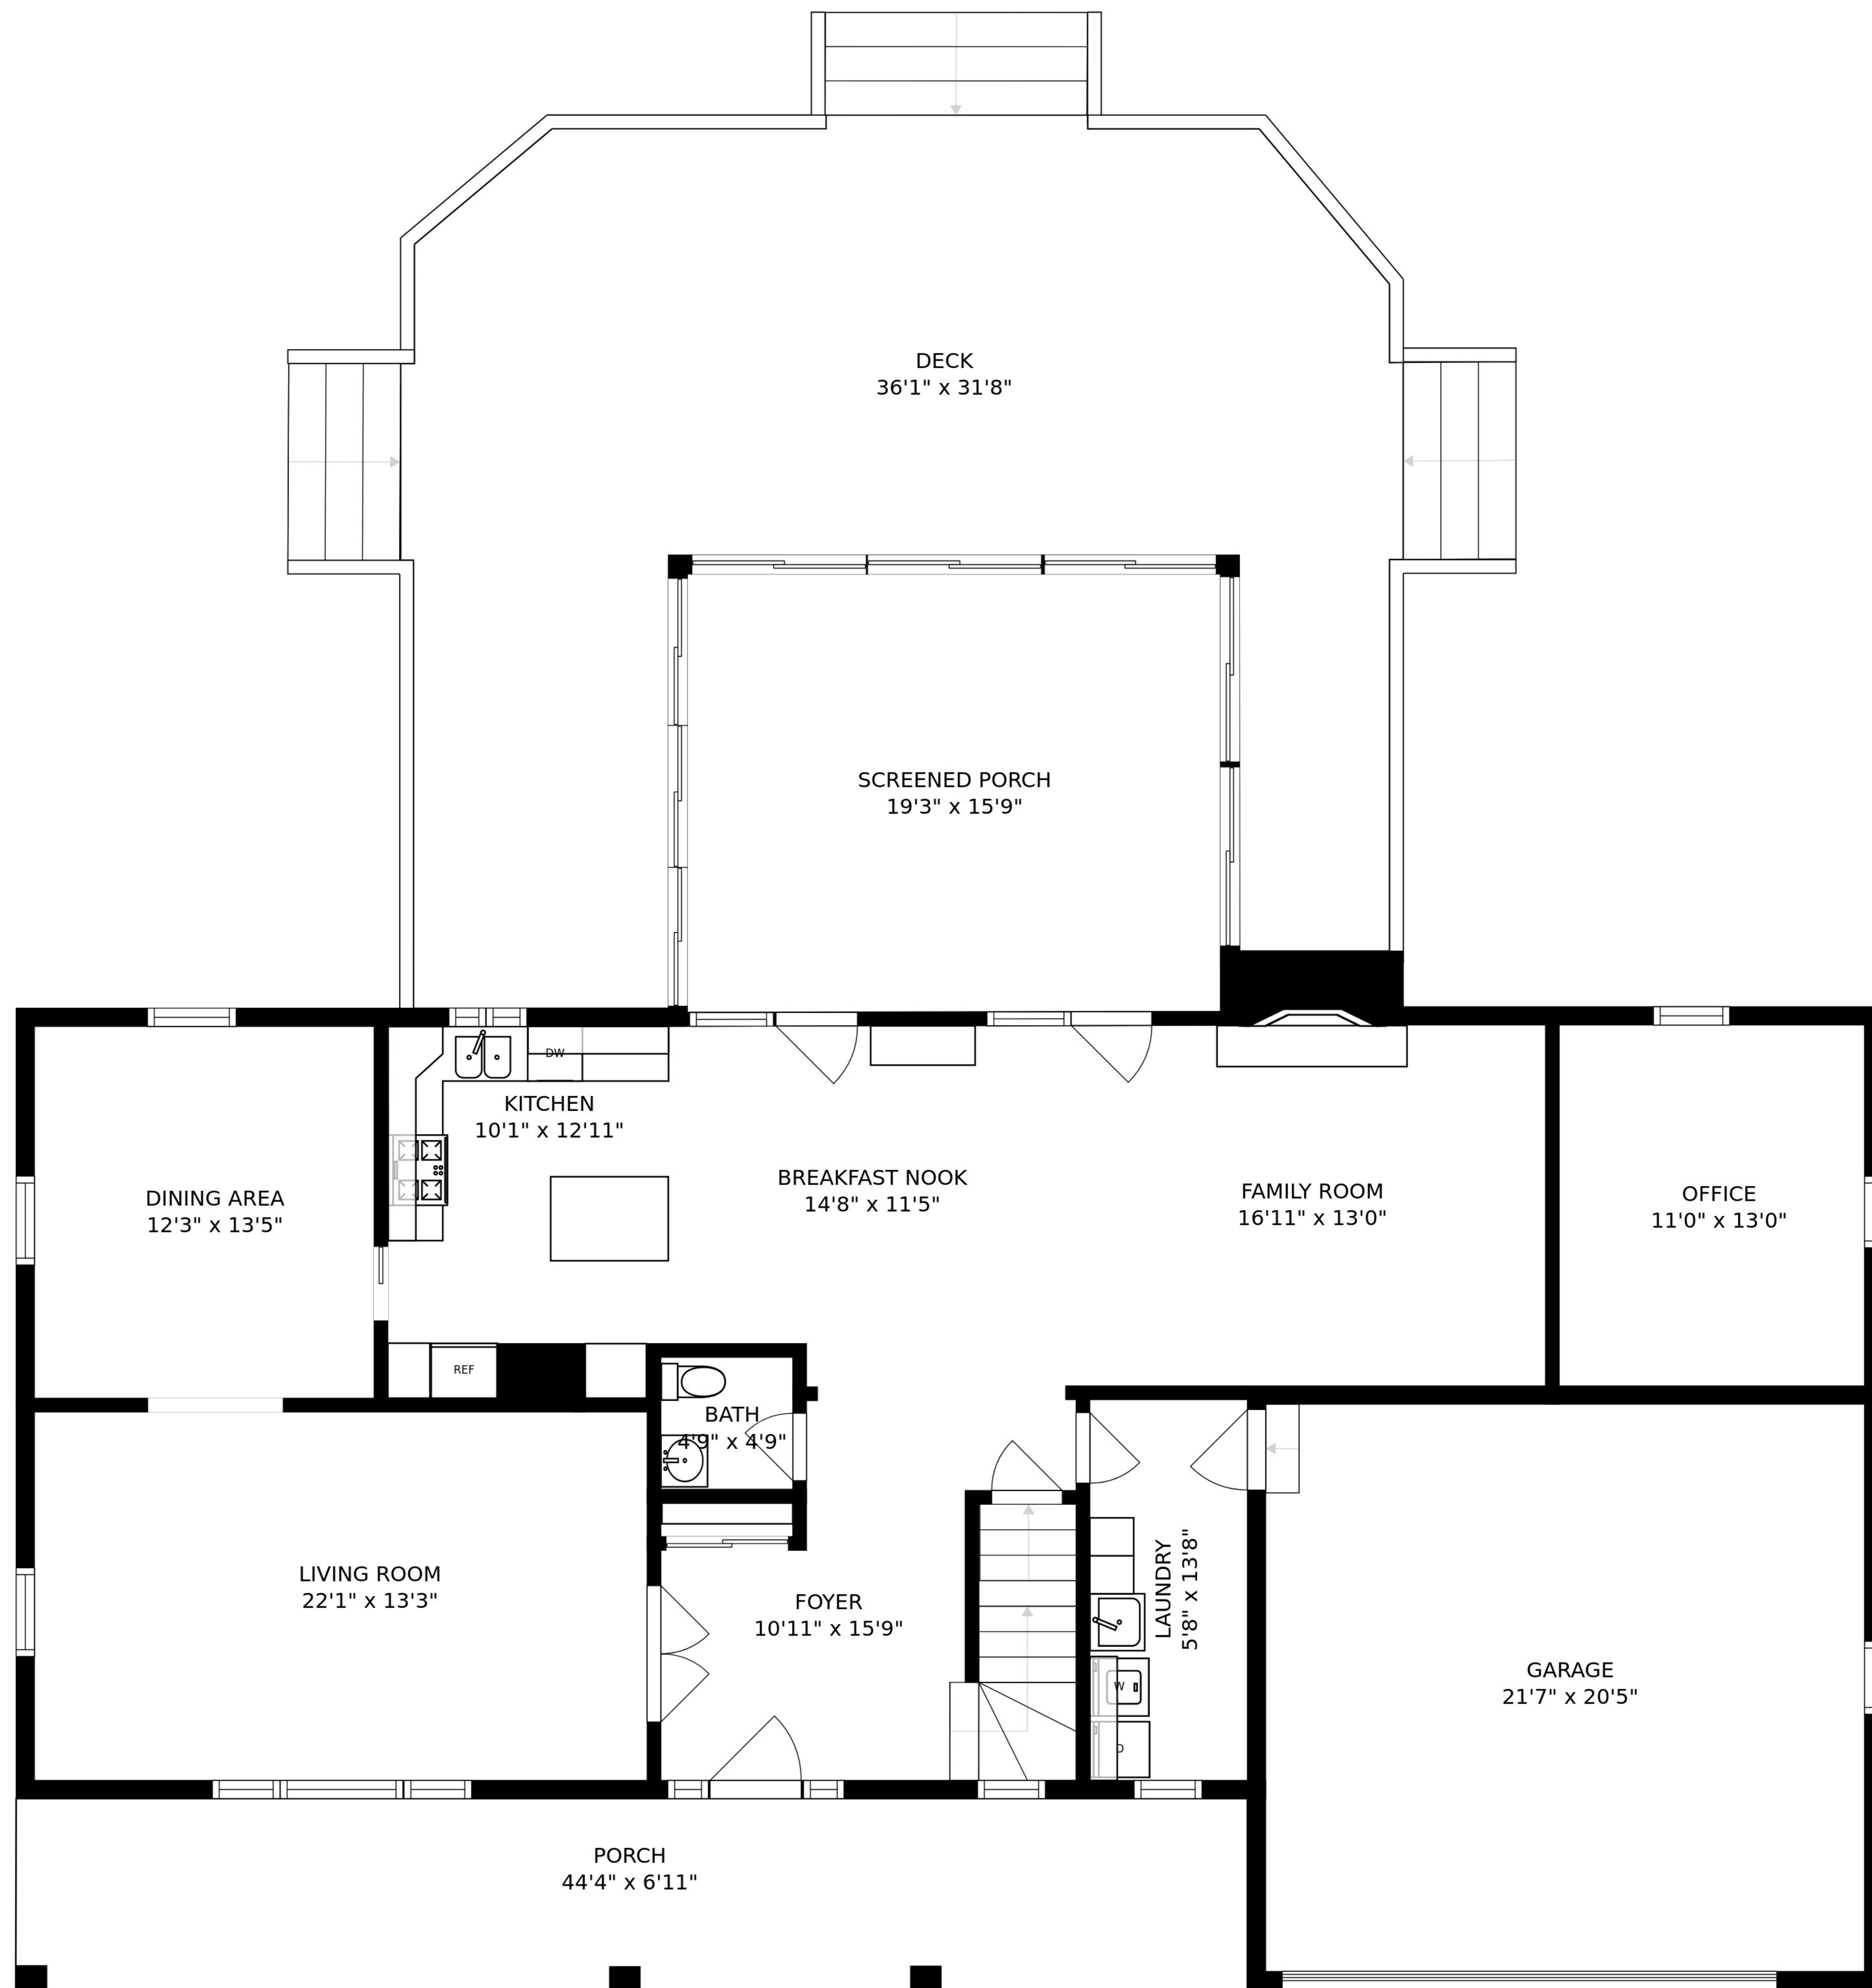 DECK
36'1" x 31'8"
SCREENED PORCH
19'3" x 15'9"
DW
KITCHEN
10'1" x 12'11"
BREAKFAST NOOK
14'8" x 11'5"
FAMILY ROOM
16'11" x 13'0"
OFFICE
11'0" x 13'0"
DINING AREA
12'3" x 13'5"
REF
BATH
4'9" x 4'9"
LIVING ROOM
22'1" x 13'3"
FOYER
10'11" x 15'9"
LAUNDRY
5'8" x 13'8"
W
D
GARAGE
21'7" x 20'5"
PORCH
44'4" x 6'11"